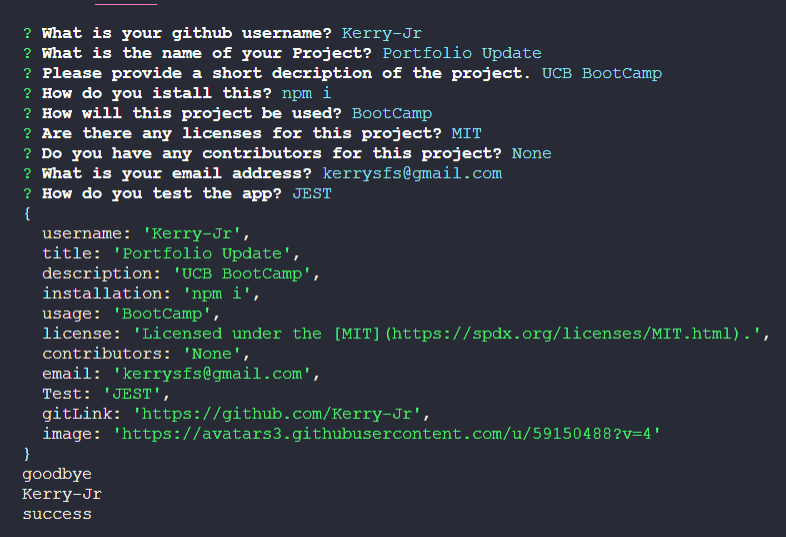 ? What is your github username? Kerry-Jr
? What is the name of your Project? Portfolio Update
? Please provide a short decription of the project. UCB BootCamp
? How do you istall this? npm i
? How will this project be used? BootCamp
? Are there any licenses for this project? MIT
? Do you have any contributors for this project? None
? What is your email address? kerrysfs@gmail.com
? How do you test the app? JEST
{
  username: 'Kerry-Jr',
  title: 'Portfolio Update',
  description: 'UCB BootCamp',
  installation: 'npm i',
  usage: 'BootCamp',
  license: 'Licensed under the [MIT](https://spdx.org/licenses/MIT.html).',
  contributors: 'None',
  email: 'kerrysfs@gmail.com',
  Test: 'JEST',
  gitLink: 'https://github.com/Kerry-Jr',
  image: 'https://avatars3.githubusercontent.com/u/59150488?v=4'
}
goodbye
Kerry-Jr
success